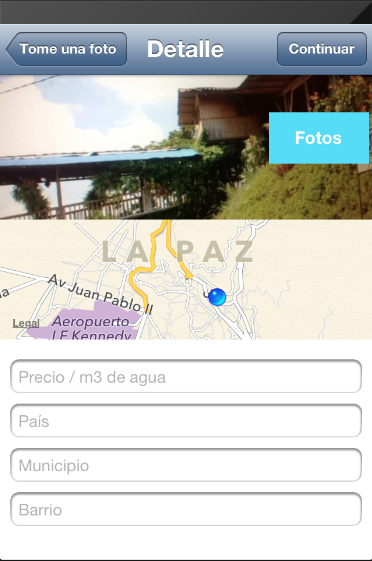 Tome una foto
Detalle
Continuar
Fotos
LA PAZ
Av Juan Pablo II
Legal
Aeropuerto
J.F. Kennedy
Precio / m3 de agua
País
Municipio
Barrio